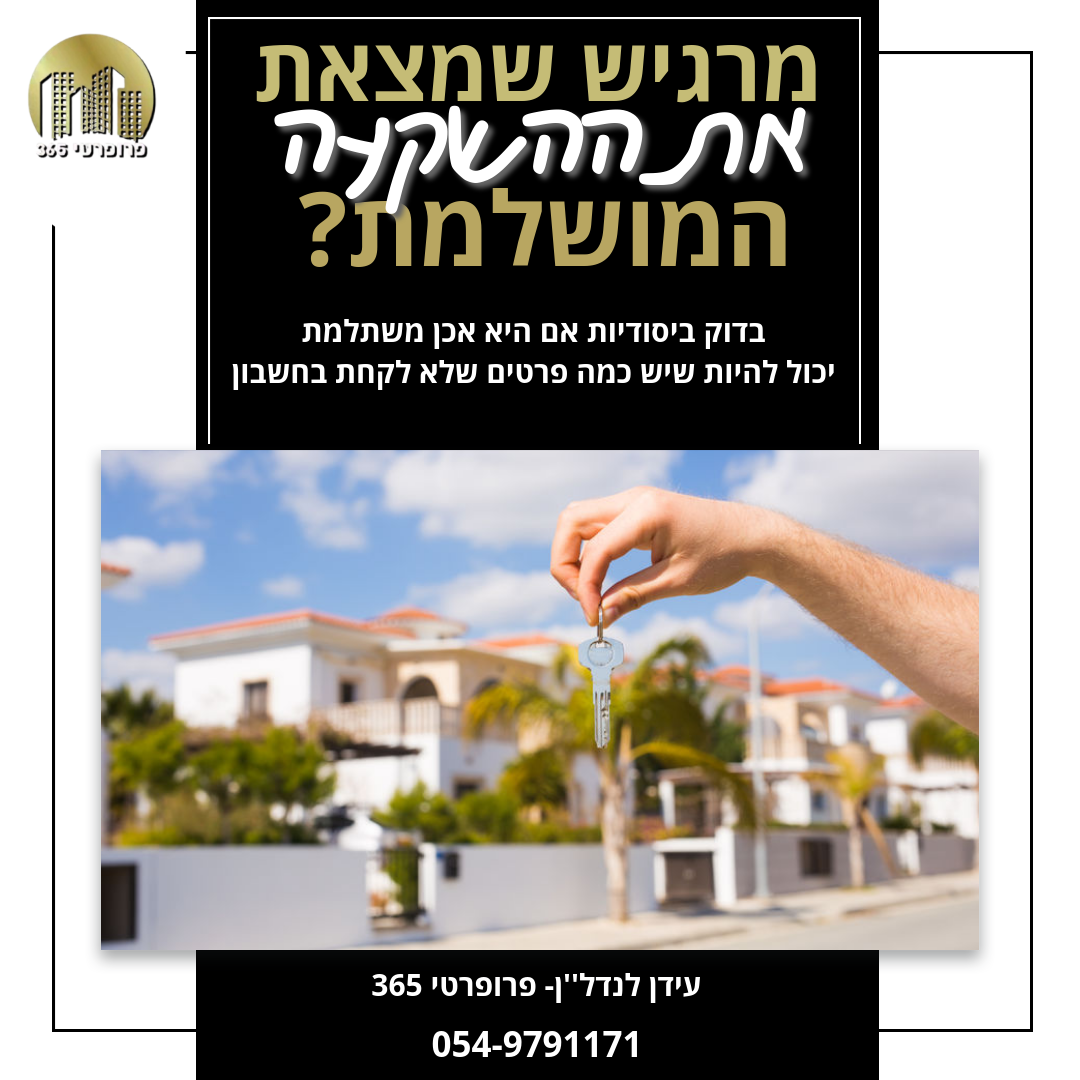 פרופרטי 365
מרגיש שמצאת
את ההשקעה
המושלמת?
בדוק ביסודיות אם היא אכן משתלמת
יכול להיות שיש כמה פרטים שלא לקחת בחשבון
עידן לנדל''ן- פרופרטי 365
054-9791171